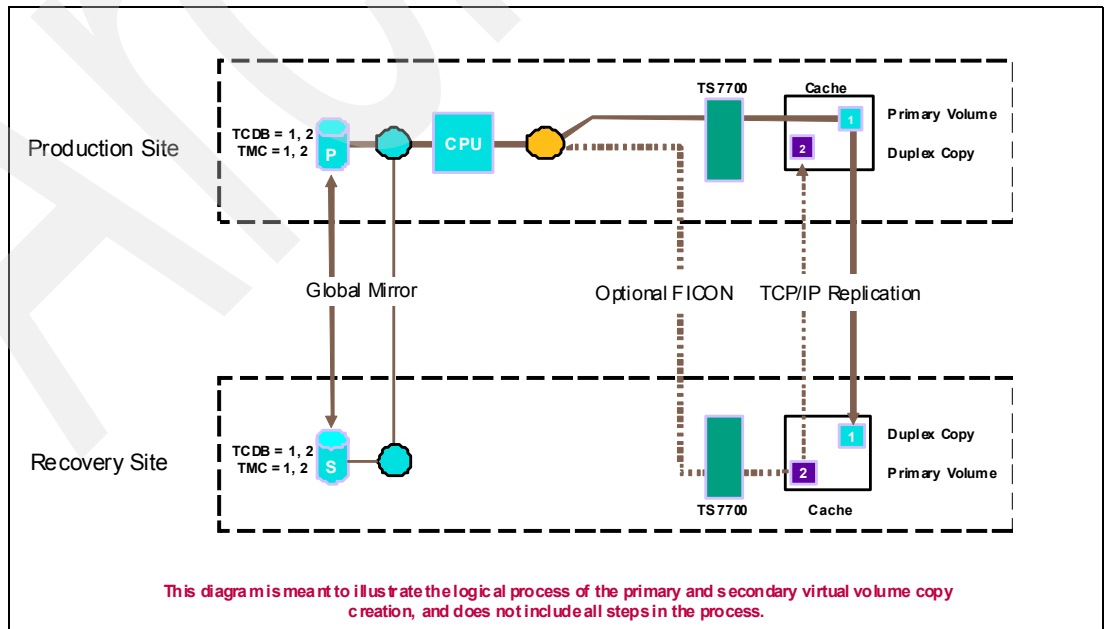 TS7700
Cache
TCDB = 1, 2
TMC = 1, 2
P
CPU
1
Primary Volume
Production Site
2
Duplex Copy
Global Mirror
Optional FICON
TCP/IP Replication
TCDB = 1, 2
TMC = 1, 2
S
1
Duplex Copy
Recovery Site
2
Primary Volume
TS7700
Cache
This diagram is meant to illustrate the logical process of the primary and secondary virtual volume copy
creation, and does not include all steps in the process.